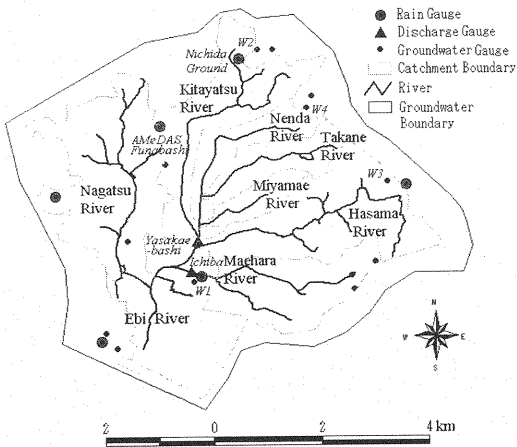 Rain Gauge
Discharge Gauge
Groundwater Gauge
Catchment Boundary
River
Groundwater
Boundary
W2
Nichida
Ground
Kitayatsu
River
W4
Nenda
River
Takane
River
AMeDAS
Funabashi
W3
Nagatsu
River
Miyamae
River
Hasama
River
Yasakae
-bashi
Ichiba
Maehara
River
W1
Ebi River
N
W E
S
2 0 2 4 km